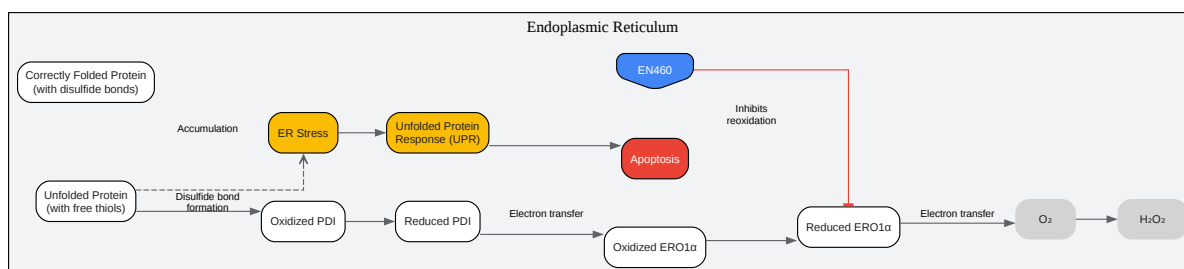 Endoplasmic Reticulum
EN460
Correctly Folded Protein
(with disulfide bonds)
Inhibits
reoxidation
Accumulation
ER Stress
Unfolded Protein
Response (UPR)
Apoptosis
Unfolded Protein
(with free thiols)
Disulfide bond
formation
Oxidized PDI
Reduced PDI
Electron transfer
Oxidized ERO1α
Reduced ERO1α
Electron transfer
O₂
H₂O₂